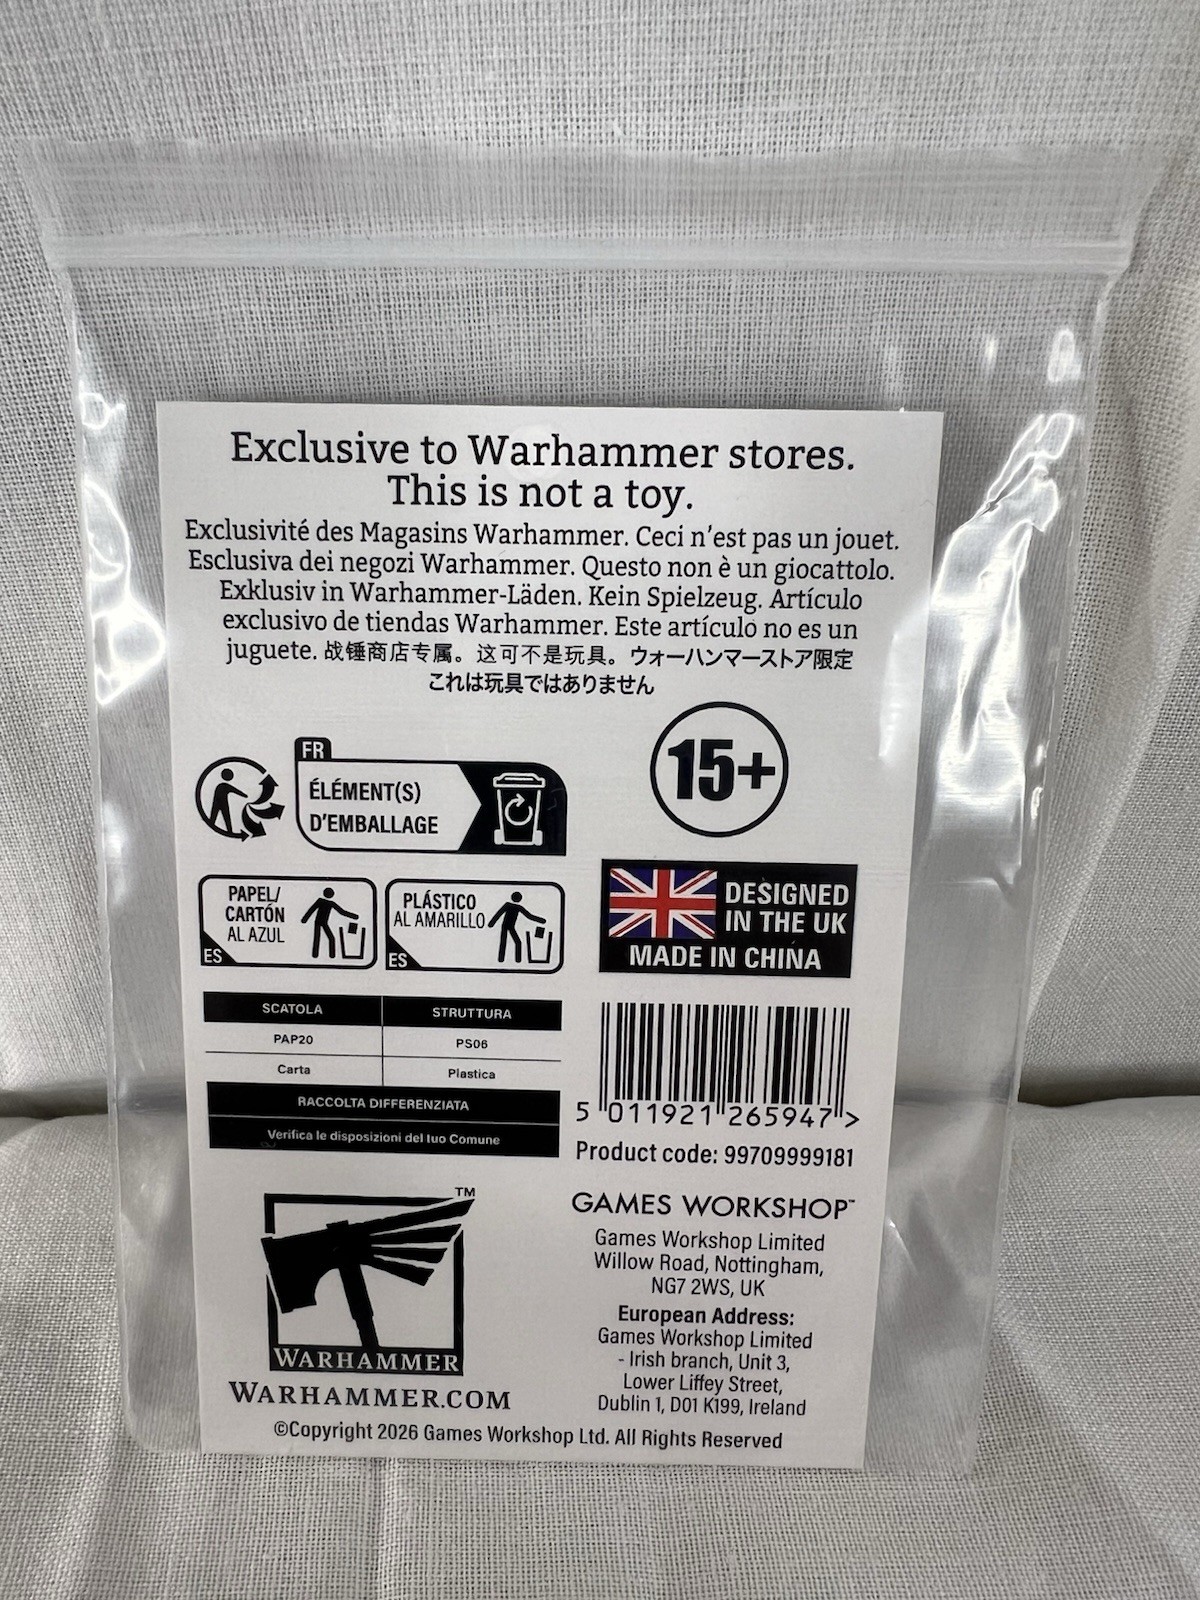 Exclusive to Warhammer stores.
This is not a toy.
Exclusivité des Magasins Warhammer. Ceci n'est pas un jouet.
Esclusiva dei negozi Warhammer. Questo non è un giocattolo.
Exklusiv in Warhammer-Läden. Kein Spielzeug. Artículo
exclusivo de tiendas Warhammer. Este artículo no es un
juguete. 战锤商店专属。这可不是玩具。ウォーハンマーストア限定
これは玩具ではありません
15+
FR
ÉLÉMENT(S)
D'EMBALLAGE
PAPEL/
CARTÓN
AL AZUL
ES
PLÁSTICO
AL AMARILLO
ES
DESIGNED
IN THE UK
MADE IN CHINA
SCATOLA STRUTTURA
PAP20 PS06
Carta Plastica
RACCOLTA DIFFERENZIATA
Verifica le disposizioni del tuo Comune
5 011921 265947 >
Product code: 99709999181
TM
WARHAMMER
WARHAMMER.COM
GAMES WORKSHOP™
Games Workshop Limited
Willow Road, Nottingham,
NG7 2WS, UK
European Address:
Games Workshop Limited
- Irish branch, Unit 3,
Lower Liffey Street,
Dublin 1, D01 K199, Ireland
©Copyright 2026 Games Workshop Ltd. All Rights Reserved